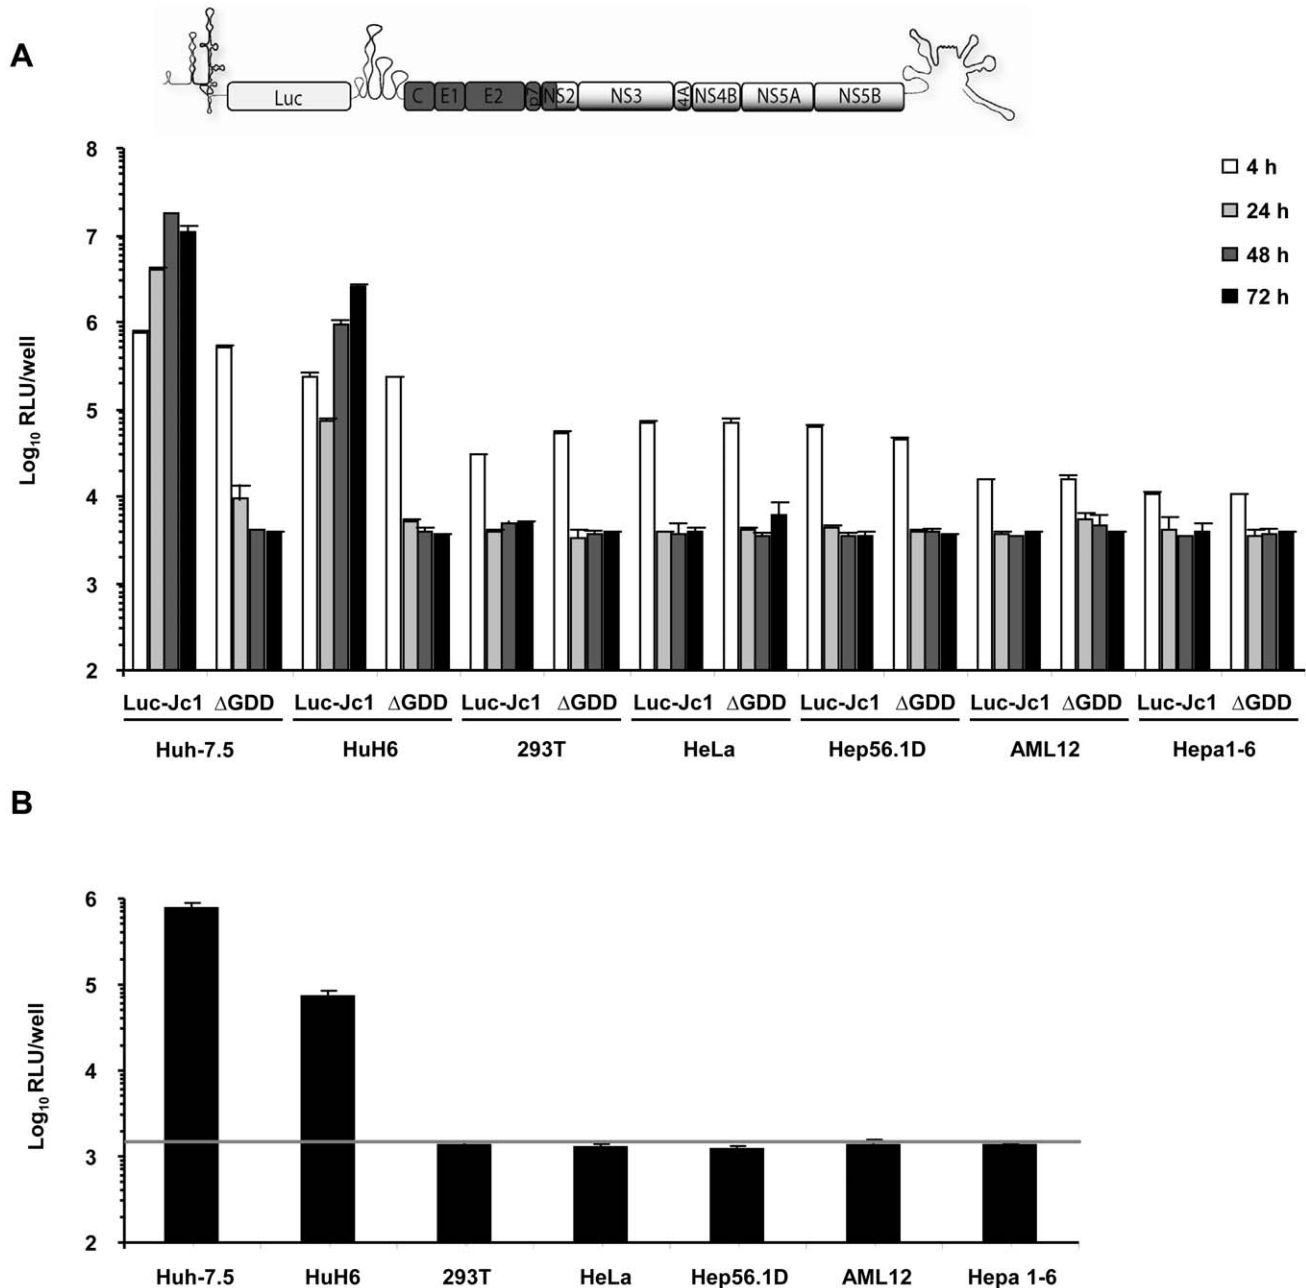 A
Luc C E1 E2 p7 NS2 NS3 4A NS4B NS5A NS5B
8
7
6
5
4
3
2
Log10 RLU/well
4 h
24 h
48 h
72 h
Luc-Jc1 ΔGDD Luc-Jc1 ΔGDD Luc-Jc1 ΔGDD Luc-Jc1 ΔGDD Luc-Jc1 ΔGDD Luc-Jc1 ΔGDD Luc-Jc1 ΔGDD
Huh-7.5 HuH6 293T HeLa Hep56.1D AML12 Hepa1-6
B
6
5
4
3
2
Log10 RLU/well
Huh-7.5 HuH6 293T HeLa Hep56.1D AML12 Hepa 1-6